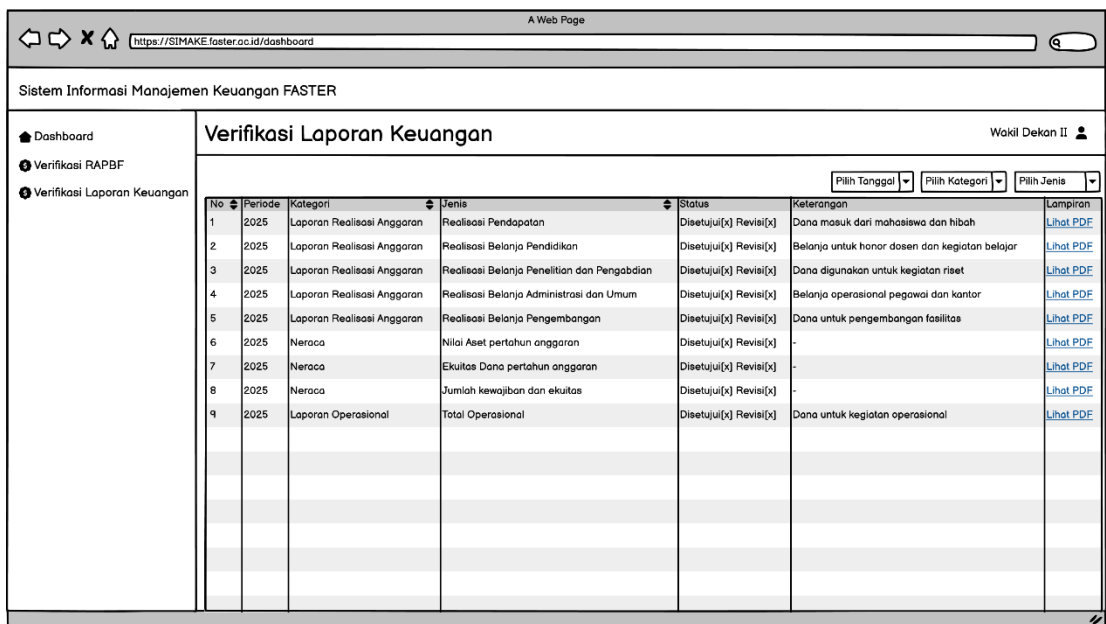 A Web Page
https://SIMAKE.faster.ac.id/dashboard
Sistem Informasi Manajemen Keuangan FASTER
Dashboard
Verifikasi RAPBF
Verifikasi Laporan Keuangan
Verifikasi Laporan Keuangan
Wakil Dekan II
Pilih Tanggal Pilih Kategori Pilih Jenis
No Periode Kategori Jenis Status Keterangan Lampiran
1 2025 Laporan Realisasi Anggaran Realisasi Pendapatan Disetujui[x] Revisi[x] Dana masuk dari mahasiswa dan hibah Lihat PDF
2 2025 Laporan Realisasi Anggaran Realisasi Belanja Pendidikan Disetujui[x] Revisi[x] Belanja untuk honor dosen dan kegiatan belajar Lihat PDF
3 2025 Laporan Realisasi Anggaran Realisasi Belanja Penelitian dan Pengabdian Disetujui[x] Revisi[x] Dana digunakan untuk kegiatan riset Lihat PDF
4 2025 Laporan Realisasi Anggaran Realisasi Belanja Administrasi dan Umum Disetujui[x] Revisi[x] Belanja operasional pegawai dan kantor Lihat PDF
5 2025 Laporan Realisasi Anggaran Realisasi Belanja Pengembangan Disetujui[x] Revisi[x] Dana untuk pengembangan fasilitas Lihat PDF
6 2025 Neraca Nilai Aset pertahun anggaran Disetujui[x] Revisi[x] - Lihat PDF
7 2025 Neraca Ekuitas Dana pertahun anggaran Disetujui[x] Revisi[x] - Lihat PDF
8 2025 Neraca Jumlah kewajiban dan ekuitas Disetujui[x] Revisi[x] - Lihat PDF
9 2025 Laporan Operasional Total Operasional Disetujui[x] Revisi[x] Dana untuk kegiatan operasional Lihat PDF